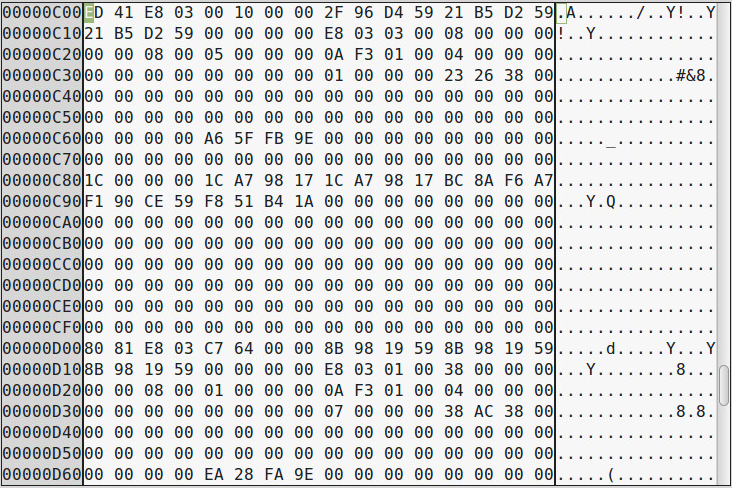 00000C00 ED 41 E8 03 00 10 00 00 2F 96 D4 59 21 B5 D2 59 .A....../..Y!..Y
00000C10 21 B5 D2 59 00 00 00 00 E8 03 03 00 08 00 00 00 !..Y............
00000C20 00 00 08 00 05 00 00 00 0A F3 01 00 04 00 00 00 ................
00000C30 00 00 00 00 00 00 00 00 01 00 00 00 23 26 38 00 ............#&8.
00000C40 00 00 00 00 00 00 00 00 00 00 00 00 00 00 00 00 ................
00000C50 00 00 00 00 00 00 00 00 00 00 00 00 00 00 00 00 ................
00000C60 00 00 00 00 A6 5F FB 9E 00 00 00 00 00 00 00 00 ....._..........
00000C70 00 00 00 00 00 00 00 00 00 00 00 00 00 00 00 00 ................
00000C80 1C 00 00 00 1C A7 98 17 1C A7 98 17 BC 8A F6 A7 ................
00000C90 F1 90 CE 59 F8 51 B4 1A 00 00 00 00 00 00 00 00 ...Y.Q..........
00000CA0 00 00 00 00 00 00 00 00 00 00 00 00 00 00 00 00 ................
00000CB0 00 00 00 00 00 00 00 00 00 00 00 00 00 00 00 00 ................
00000CC0 00 00 00 00 00 00 00 00 00 00 00 00 00 00 00 00 ................
00000CD0 00 00 00 00 00 00 00 00 00 00 00 00 00 00 00 00 ................
00000CE0 00 00 00 00 00 00 00 00 00 00 00 00 00 00 00 00 ................
00000CF0 00 00 00 00 00 00 00 00 00 00 00 00 00 00 00 00 ................
00000D00 80 81 E8 03 C7 64 00 00 8B 98 19 59 8B 98 19 59 .....d.....Y...Y
00000D10 8B 98 19 59 00 00 00 00 E8 03 01 00 38 00 00 00 ...Y........8...
00000D20 00 00 08 00 01 00 00 00 0A F3 01 00 04 00 00 00 ................
00000D30 00 00 00 00 00 00 00 00 07 00 00 00 38 AC 38 00 ............8.8.
00000D40 00 00 00 00 00 00 00 00 00 00 00 00 00 00 00 00 ................
00000D50 00 00 00 00 00 00 00 00 00 00 00 00 00 00 00 00 ................
00000D60 00 00 00 00 EA 28 FA 9E 00 00 00 00 00 00 00 00 .....(..........